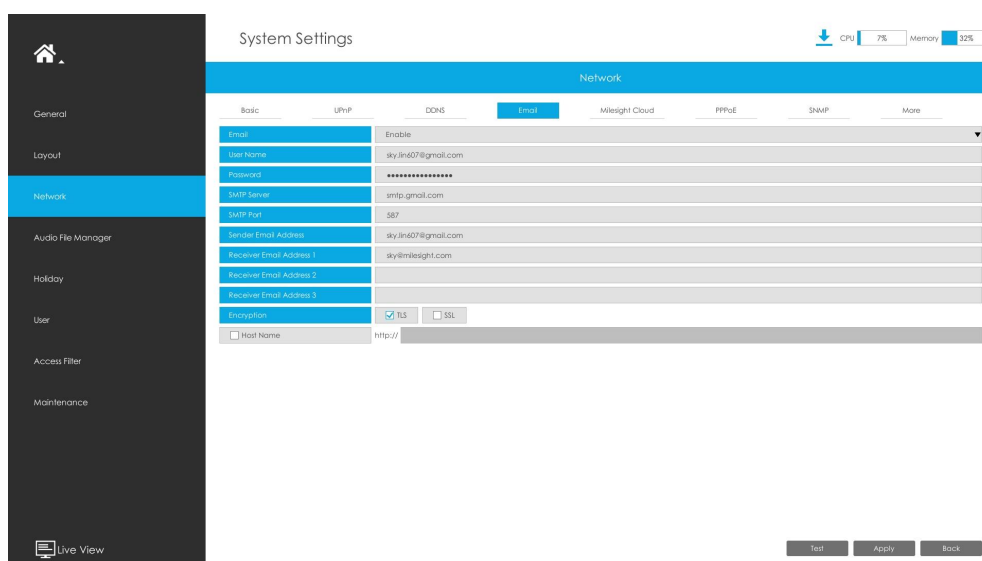 System Settings
CPU 7% Memory 32%
Network
General
Layout
Network
Audio File Manager
Holiday
User
Access Filter
Maintenance
Live View
Basic UPnP DDNS Email Milesight Cloud PPPoE SNMP More
Email Enable
User Name sky.lin607@gmail.com
Password ••••••••••••••••
SMTP Server smtp.gmail.com
SMTP Port 587
Sender Email Address sky.lin607@gmail.com
Receiver Email Address 1 sky@milesight.com
Receiver Email Address 2
Receiver Email Address 3
Encryption TLS SSL
Host Name http://
Test Apply Back